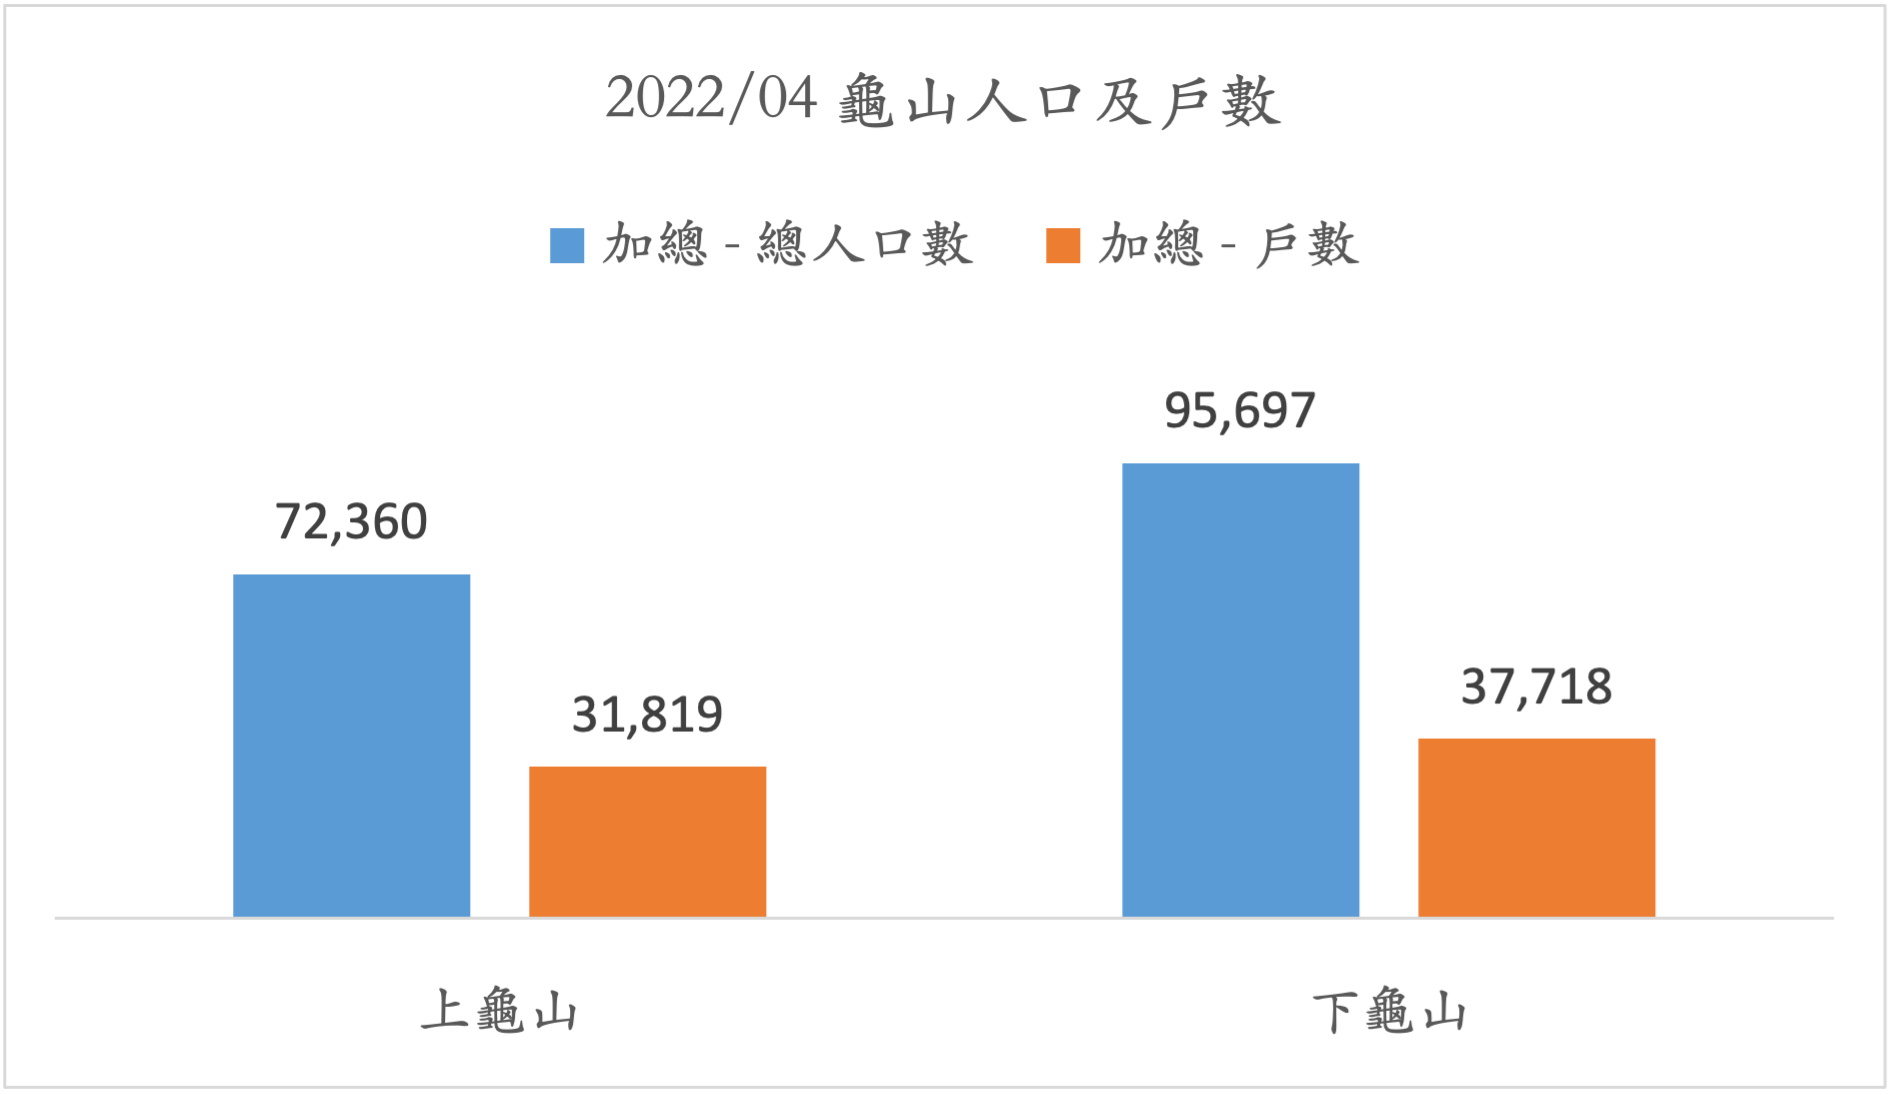 2022/04 龜山人口及戶數
加總 - 總人口數 加總 - 戶數
95,697
72,360
37,718
31,819
上龜山 下龜山